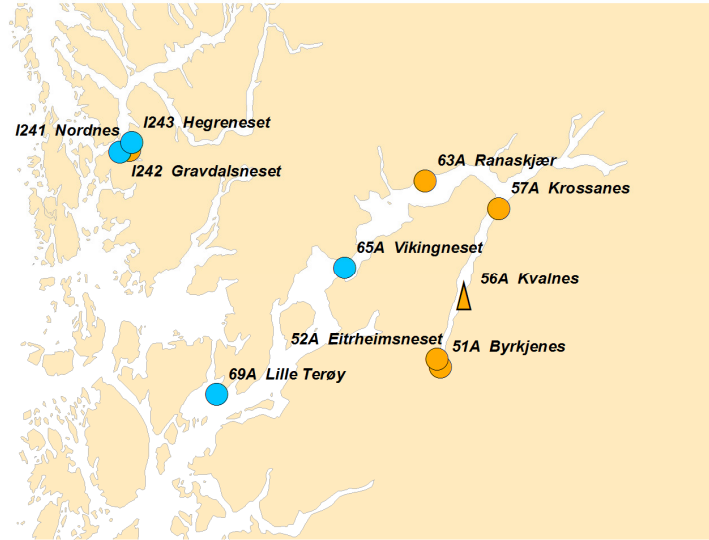 I241 Nordnes
I243 Hegreneset
I242 Gravdalsneset
63A Ranaskjær
57A Krossanes
65A Vikingneset
56A Kvalnes
52A Eitrheimsneset
51A Byrkjenes
69A Lille Terøy